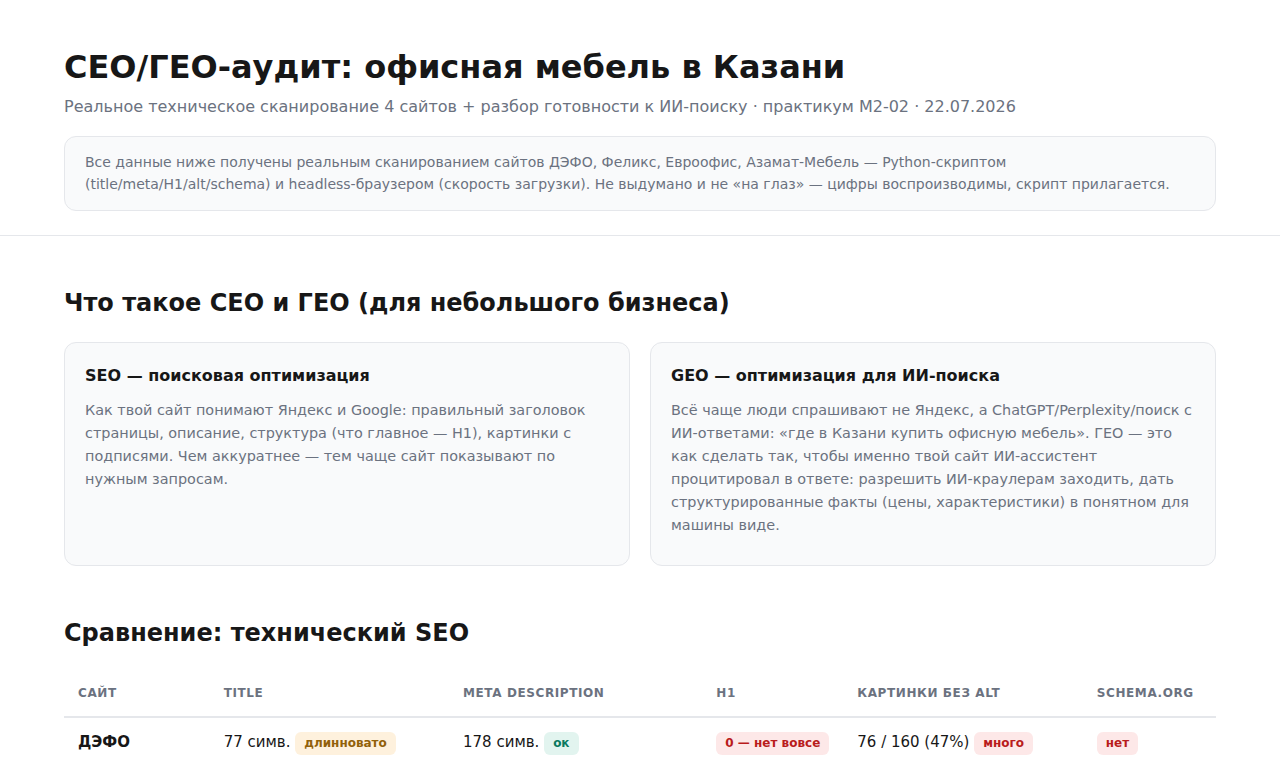 СЕО/ГЕО-аудит: офисная мебель в Казани
Реальное техническое сканирование 4 сайтов + разбор готовности к ИИ-поиску · практикум М2-02 · 22.07.2026
Все данные ниже получены реальным сканированием сайтов ДЭФО, Феликс, Евроофис, Азамат-Мебель — Python-скриптом
(title/meta/H1/alt/schema) и headless-браузером (скорость загрузки). Не выдумано и не «на глаз» — цифры воспроизводимы, скрипт прилагается.
Что такое СЕО и ГЕО (для небольшого бизнеса)
SEO — поисковая оптимизация
Как твой сайт понимают Яндекс и Google: правильный заголовок
страницы, описание, структура (что главное — H1), картинки с
подписями. Чем аккуратнее — тем чаще сайт показывают по
нужным запросам.
GEO — оптимизация для ИИ-поиска
Всё чаще люди спрашивают не Яндекс, а ChatGPT/Perplexity/поиск с
ИИ-ответами: «где в Казани купить офисную мебель». ГЕО — это
как сделать так, чтобы именно твой сайт ИИ-ассистент
процитировал в ответе: разрешить ИИ-краулерам заходить, дать
структурированные факты (цены, характеристики) в понятном для
машины виде.
Сравнение: технический SEO
САЙТ TITLE META DESCRIPTION H1 КАРТИНКИ БЕЗ ALT SCHEMA.ORG
ДЭФО 77 симв. длинновато 178 симв. ок 0 — нет вовсе 76 / 160 (47%) много нет